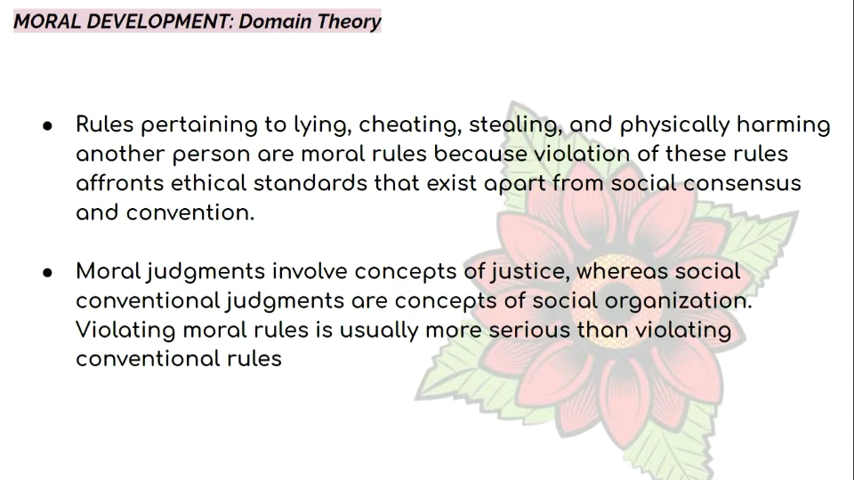 MORAL DEVELOPMENT: Domain Theory
● Rules pertaining to lying, cheating, stealing, and physically harming
another person are moral rules because violation of these rules
affronts ethical standards that exist apart from social consensus
and convention.
● Moral judgments involve concepts of justice, whereas social
conventional judgments are concepts of social organization.
Violating moral rules is usually more serious than violating
conventional rules